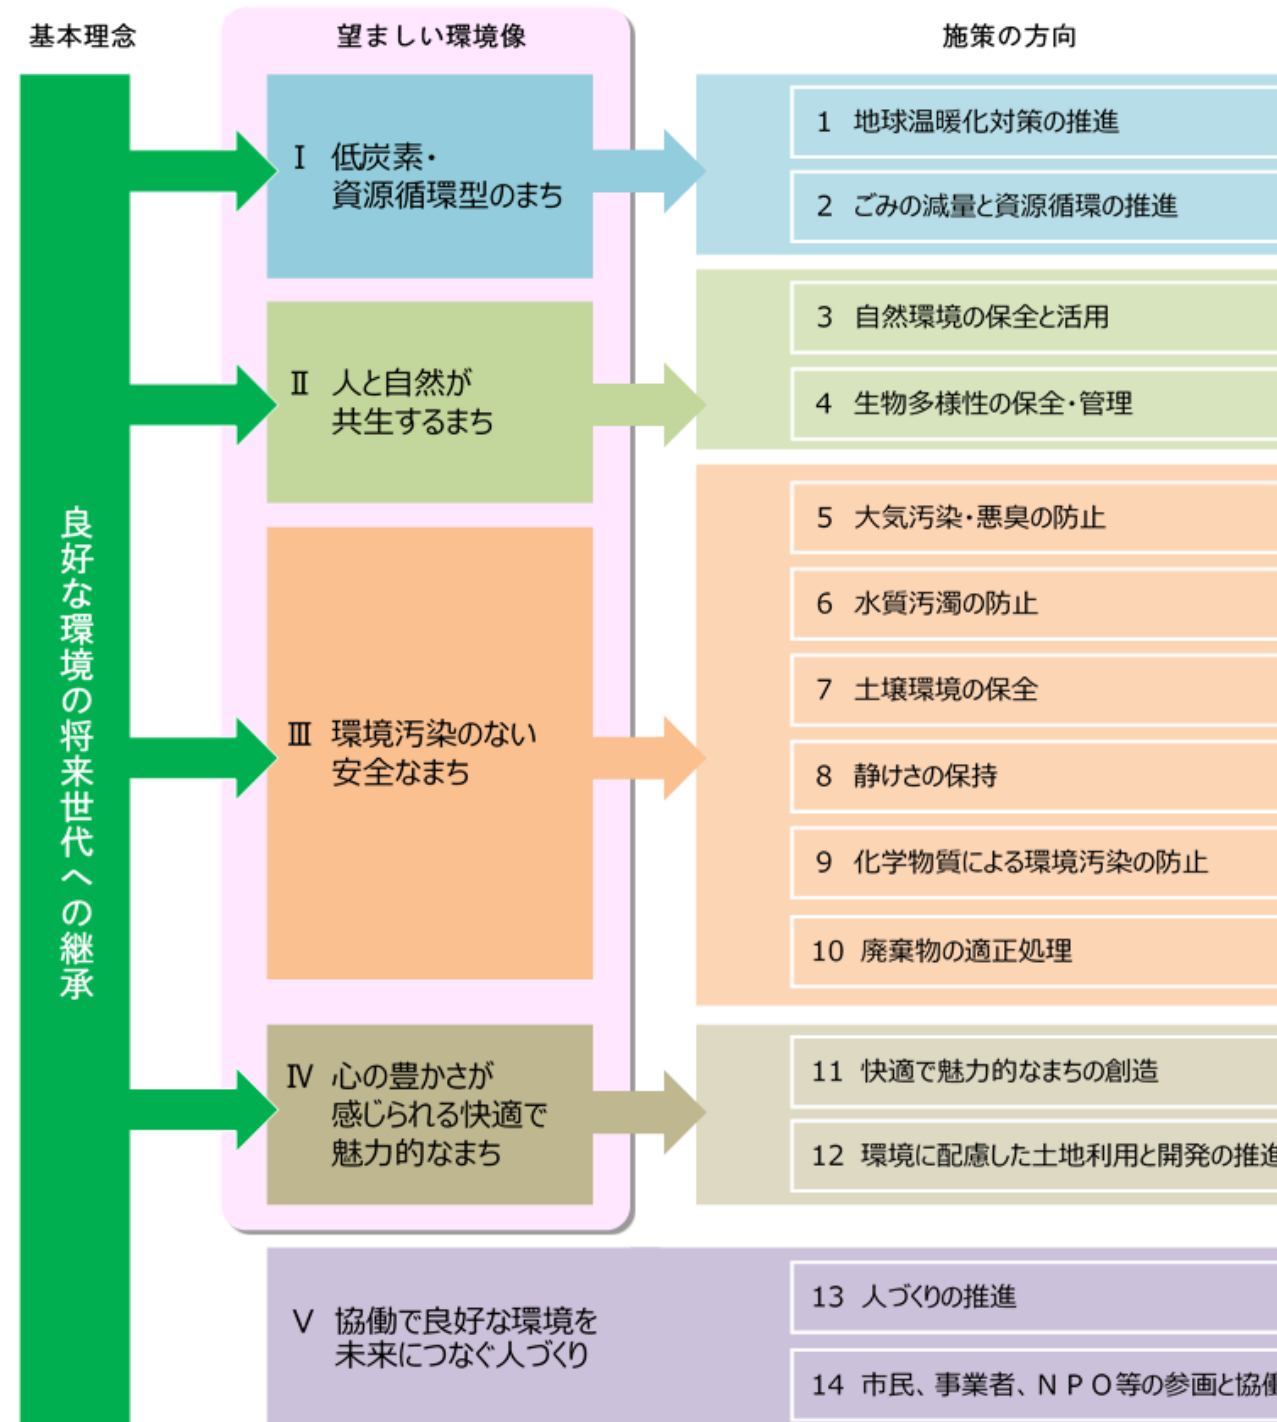 基本理念
望ましい環境像
施策の方向
良好な環境の将来世代への継承
Ⅰ 低炭素・
資源循環型のまち
1 地球温暖化対策の推進
2 ごみの減量と資源循環の推進
Ⅱ 人と自然が
共生するまち
3 自然環境の保全と活用
4 生物多様性の保全・管理
Ⅲ 環境汚染のない
安全なまち
5 大気汚染・悪臭の防止
6 水質汚濁の防止
7 土壌環境の保全
8 静けさの保持
9 化学物質による環境汚染の防止
10 廃棄物の適正処理
Ⅳ 心の豊かさが
感じられる快適で
魅力的なまち
11 快適で魅力的なまちの創造
12 環境に配慮した土地利用と開発の推進
Ⅴ 協働で良好な環境を
未来につなぐ人づくり
13 人づくりの推進
14 市民、事業者、NPO等の参画と協働